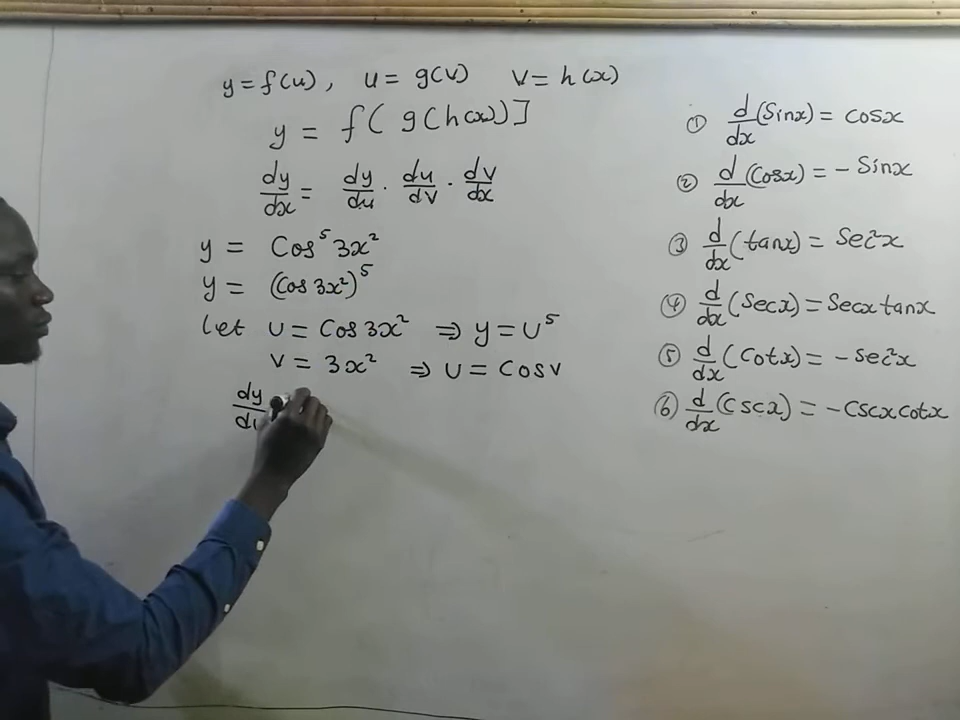 y = f(u), u = g(v) v = h(x)
y = f( g(h(x))]
dy/dx = dy/du · du/dv · dv/dx
y = Cos⁵ 3x²
y = (Cos 3x²)⁵
let u = Cos 3x² ⇒ y = u⁵
v = 3x² ⇒ u = Cos v
dy/du
① d/dx (Sinx) = cosx
② d/dx (Cosx) = - Sinx
③ d/dx (tanx) = Sec²x
④ d/dx (Secx) = Secx tanx
⑤ d/dx (Cotx) = - Sec²x
⑥ d/dx (Cscx) = - Cscx cotx